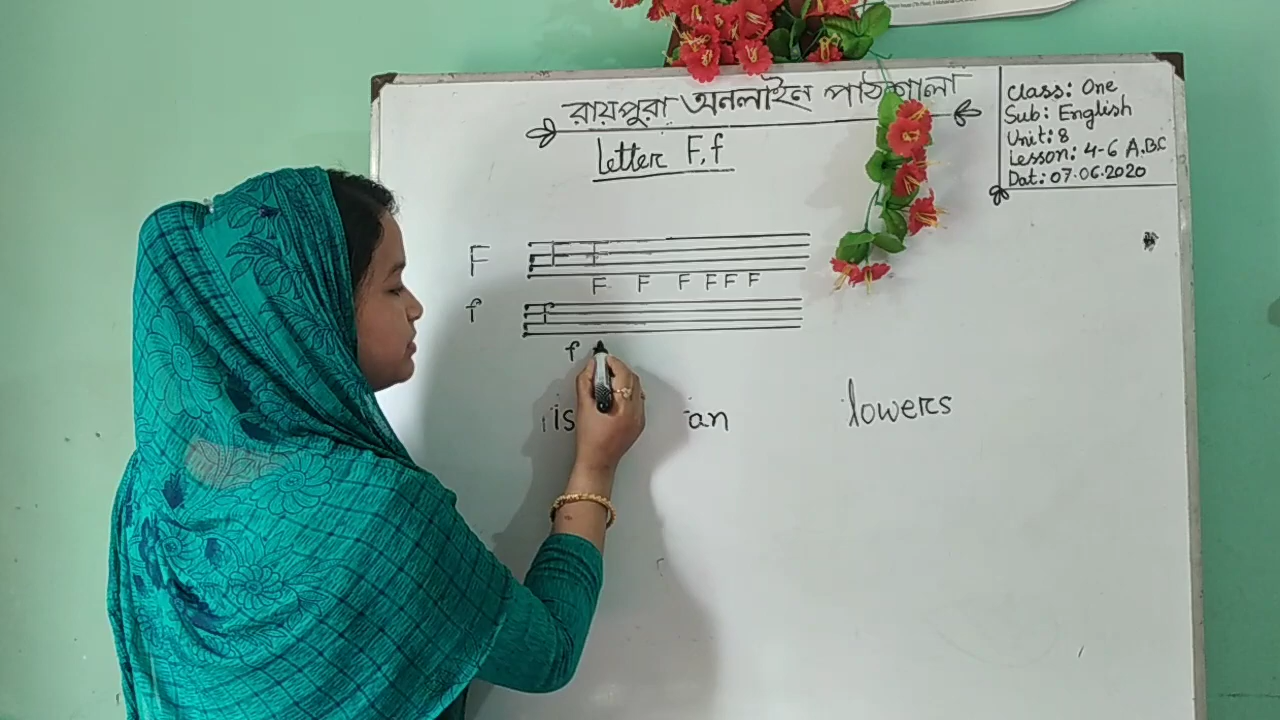 রায়পুরা অনলাইন পাঠশালা
Letter F, f
Class: One
Sub: English
Unit: 8
Lesson: 4-6 A.B.C
Dat: 07.06.2020
F F F
F F F F F F
f f
f
is an lowers